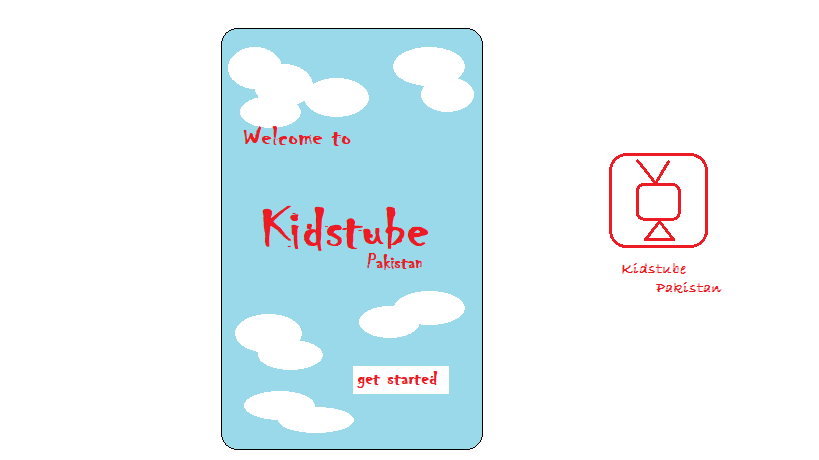 Welcome to
Kidstube
Pakistan
get started
Kidstube
Pakistan